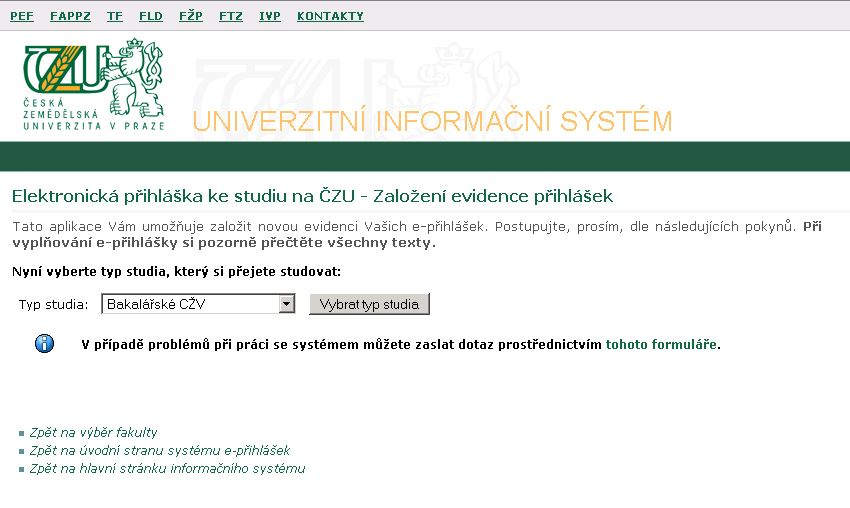 PEF FAPPZ TF FLD FŽP FTZ IVP KONTAKTY
ČZU
ČESKÁ
ZEMĚDĚLSKÁ
UNIVERZITA V PRAZE
UNIVERZITNÍ INFORMAČNÍ SYSTÉM
Elektronická přihláška ke studiu na ČZU - Založení evidence přihlášek
Tato aplikace Vám umožňuje založit novou evidenci Vašich e-přihlášek. Postupujte, prosím, dle následujících pokynů. Při
vyplňování e-přihlášky si pozorně přečtěte všechny texty.
Nyní vyberte typ studia, který si přejete studovat:
Typ studia: Bakalářské CŽV Vybrat typ studia
V případě problémů při práci se systémem můžete zaslat dotaz prostřednictvím tohoto formuláře.
Zpět na výběr fakulty
Zpět na úvodní stranu systému e-přihlášek
Zpět na hlavní stránku informačního systému